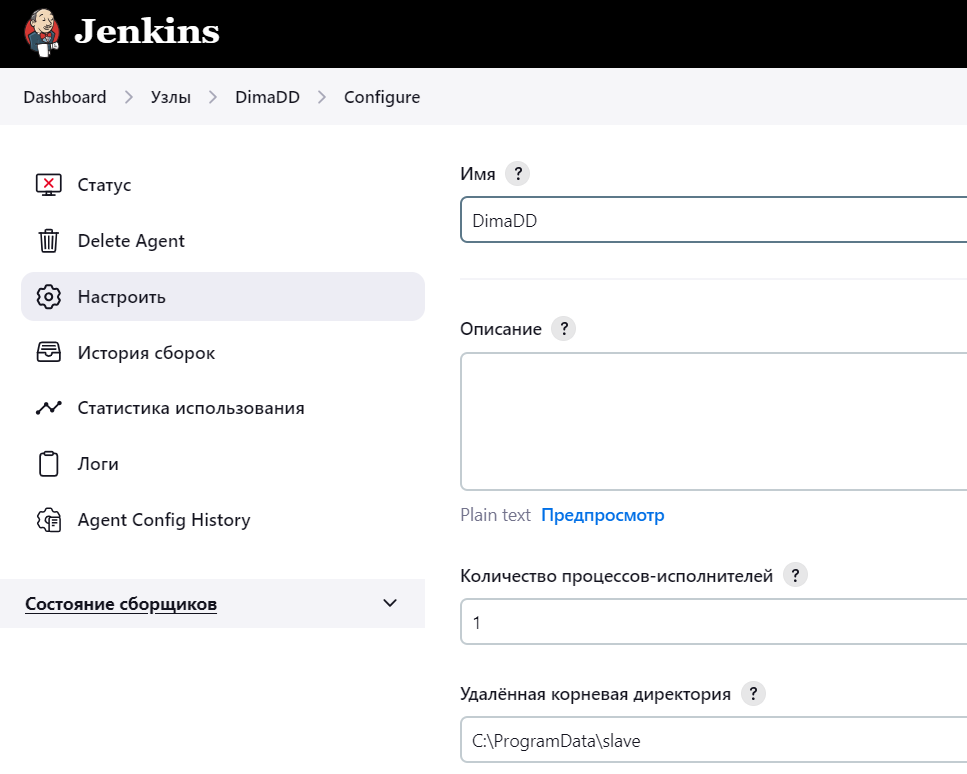 Jenkins
Dashboard > Узлы > DimaDD > Configure
Статус
Delete Agent
Настроить
История сборок
Статистика использования
Логи
Agent Config History
Состояние сборщиков
Имя ?
DimaDD
Описание ?
Plain text Предпросмотр
Количество процессов-исполнителей ?
1
Удалённая корневая директория ?
C:\ProgramData\slave